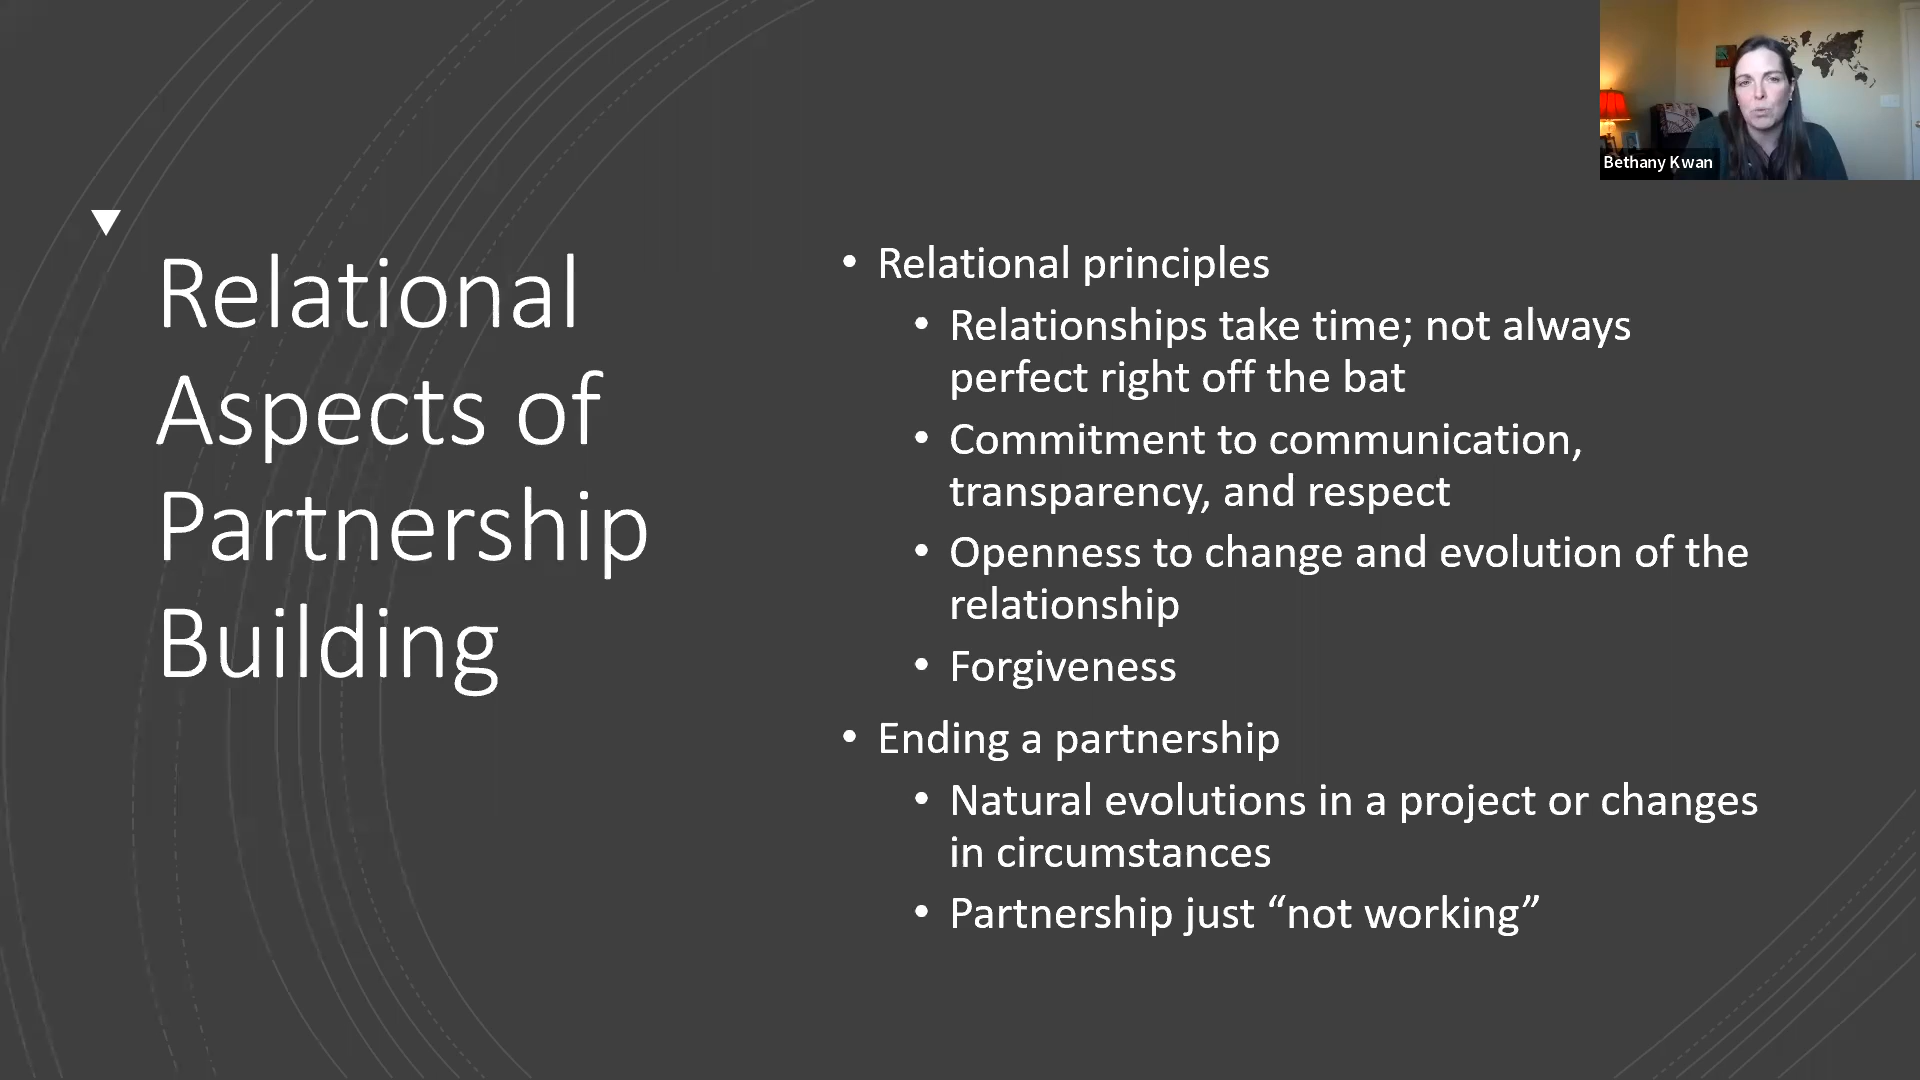 Bethany Kwan
Relational
Aspects of
Partnership
Building
• Relational principles
• Relationships take time; not always
perfect right off the bat
• Commitment to communication,
transparency, and respect
• Openness to change and evolution of the
relationship
• Forgiveness
• Ending a partnership
• Natural evolutions in a project or changes
in circumstances
• Partnership just “not working”